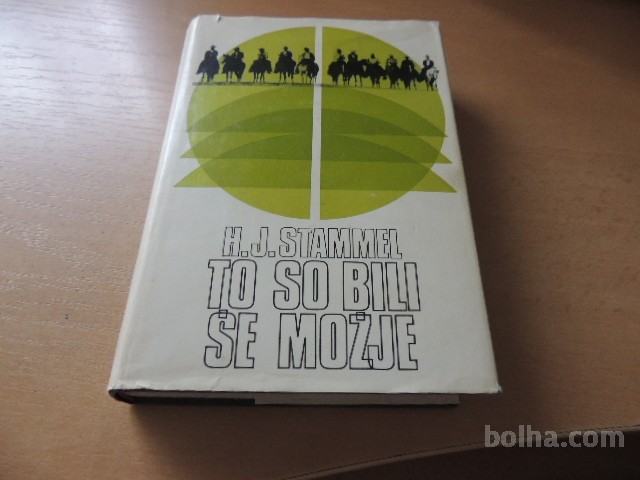 H.J. STAMMEL
TO SO BILI
ŠE MOŽJE
bolha.com